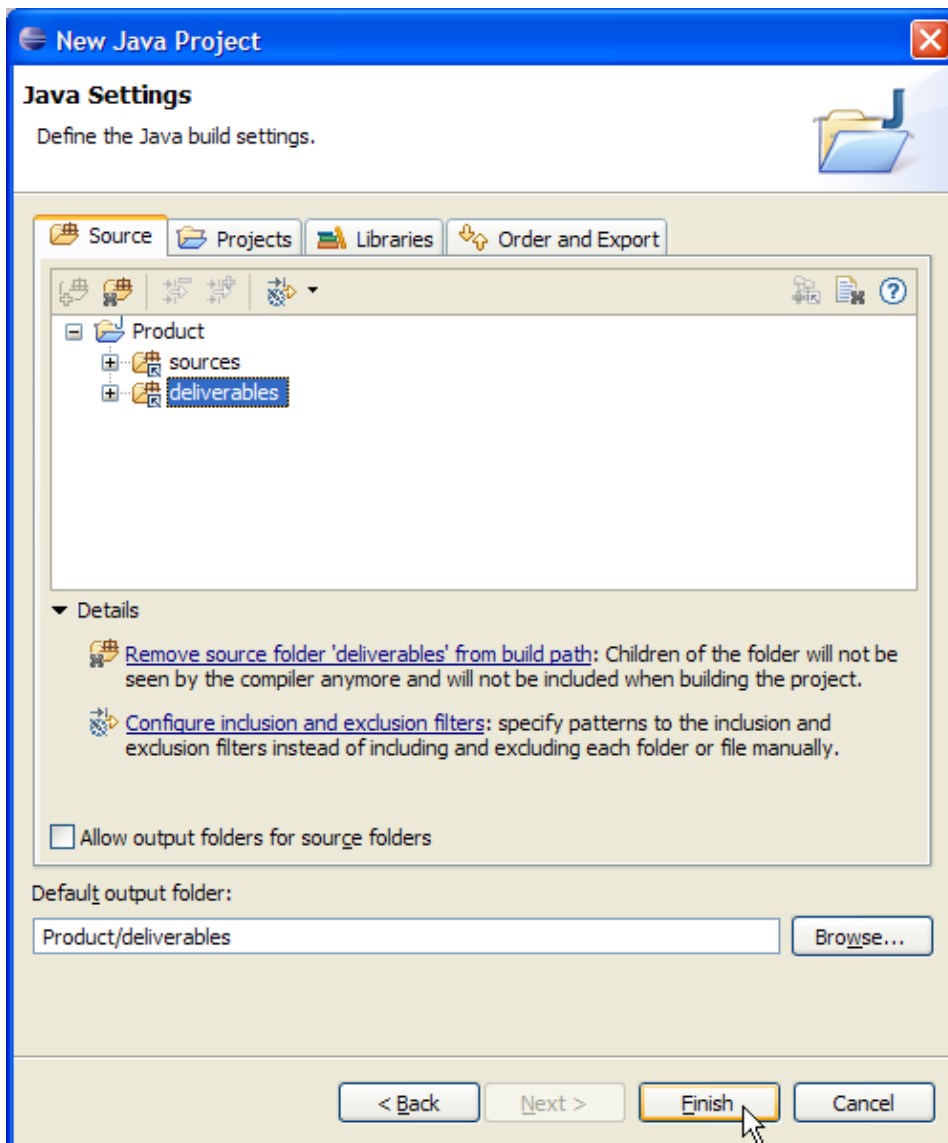 New Java Project
Java Settings
Define the Java build settings.
Source Projects Libraries Order and Export
Product
sources
deliverables
Details
Remove source folder 'deliverables' from build path: Children of the folder will not be
seen by the compiler anymore and will not be included when building the project.
Configure inclusion and exclusion filters: specify patterns to the inclusion and
exclusion filters instead of including and excluding each folder or file manually.
Allow output folders for source folders
Default output folder:
Product/deliverables Browse...
< Back Next > Finish Cancel